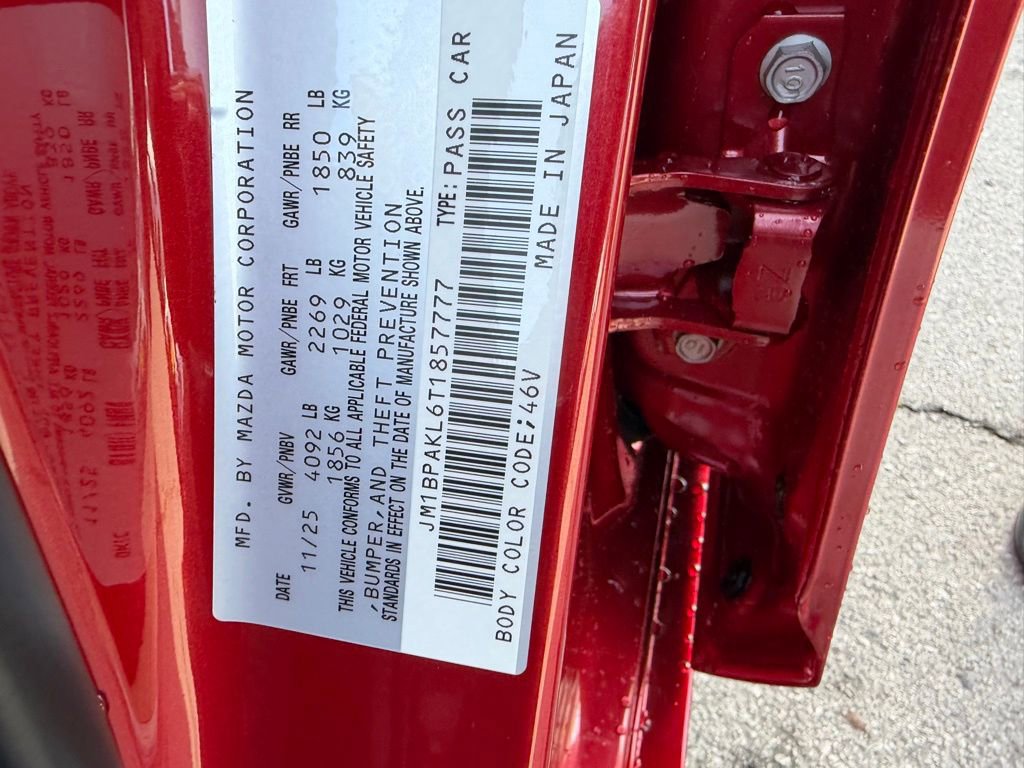 MFD. BY MAZDA MOTOR CORPORATION
DATE GVWR/PNBV GAWR/PNBE FRT GAWR/PNBE RR
11/25 4092 LB 2269 LB 1850 LB
1856 KG 1029 KG 839 KG
THIS VEHICLE CONFORMS TO ALL APPLICABLE FEDERAL MOTOR VEHICLE SAFETY
,BUMPER,AND THEFT PREVENTION
STANDARDS IN EFFECT ON THE DATE OF MANUFACTURE SHOWN ABOVE.
JM1BPAKL6T1857777 TYPE:PASS CAR
BODY COLOR CODE;46V MADE IN JAPAN